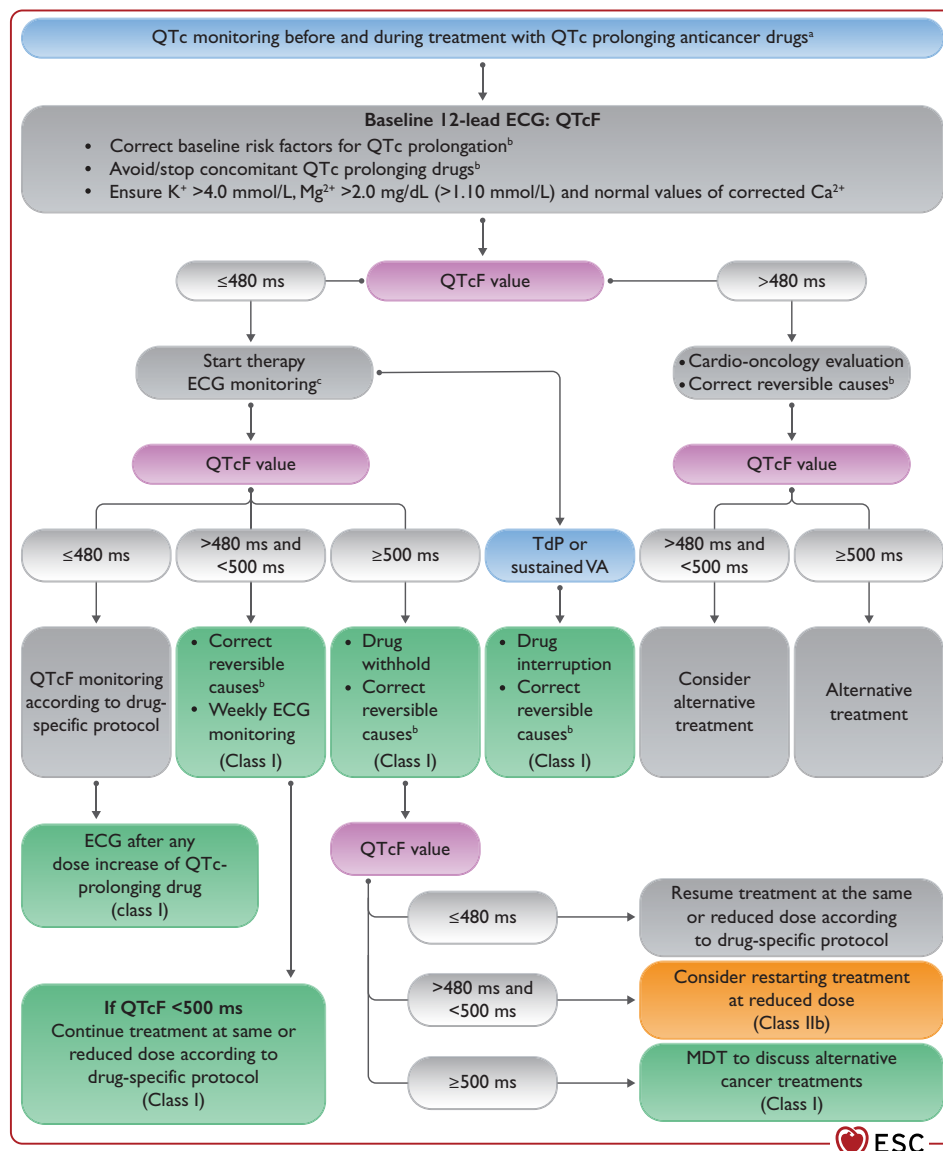 QTc monitoring before and during treatment with QTc prolonging anticancer drugsᵃ
Baseline 12-lead ECG: QTcF
• Correct baseline risk factors for QTc prolongationᵇ
• Avoid/stop concomitant QTc prolonging drugsᵇ
• Ensure K⁺ >4.0 mmol/L, Mg²⁺ >2.0 mg/dL (>1.10 mmol/L) and normal values of corrected Ca²⁺
≤480 ms
QTcF value
>480 ms
Start therapy
ECG monitoringᶜ
• Cardio-oncology evaluation
• Correct reversible causesᵇ
QTcF value
QTcF value
≤480 ms
>480 ms and
<500 ms
≥500 ms
TdP or
sustained VA
>480 ms and
<500 ms
≥500 ms
QTcF monitoring
according to drug-
specific protocol
• Correct
reversible
causesᵇ
• Weekly ECG
monitoring
(Class I)
• Drug
withhold
• Correct
reversible
causesᵇ
(Class I)
• Drug
interruption
• Correct
reversible
causesᵇ
(Class I)
Consider
alternative
treatment
Alternative
treatment
ECG after any
dose increase of QTc-
prolonging drug
(class I)
QTcF value
≤480 ms
Resume treatment at the same
or reduced dose according
to drug-specific protocol
>480 ms and
<500 ms
Consider restarting treatment
at reduced dose
(Class IIb)
If QTcF <500 ms
Continue treatment at same or
reduced dose according to
drug-specific protocol
(Class I)
≥500 ms
MDT to discuss alternative
cancer treatments
(Class I)
ESC